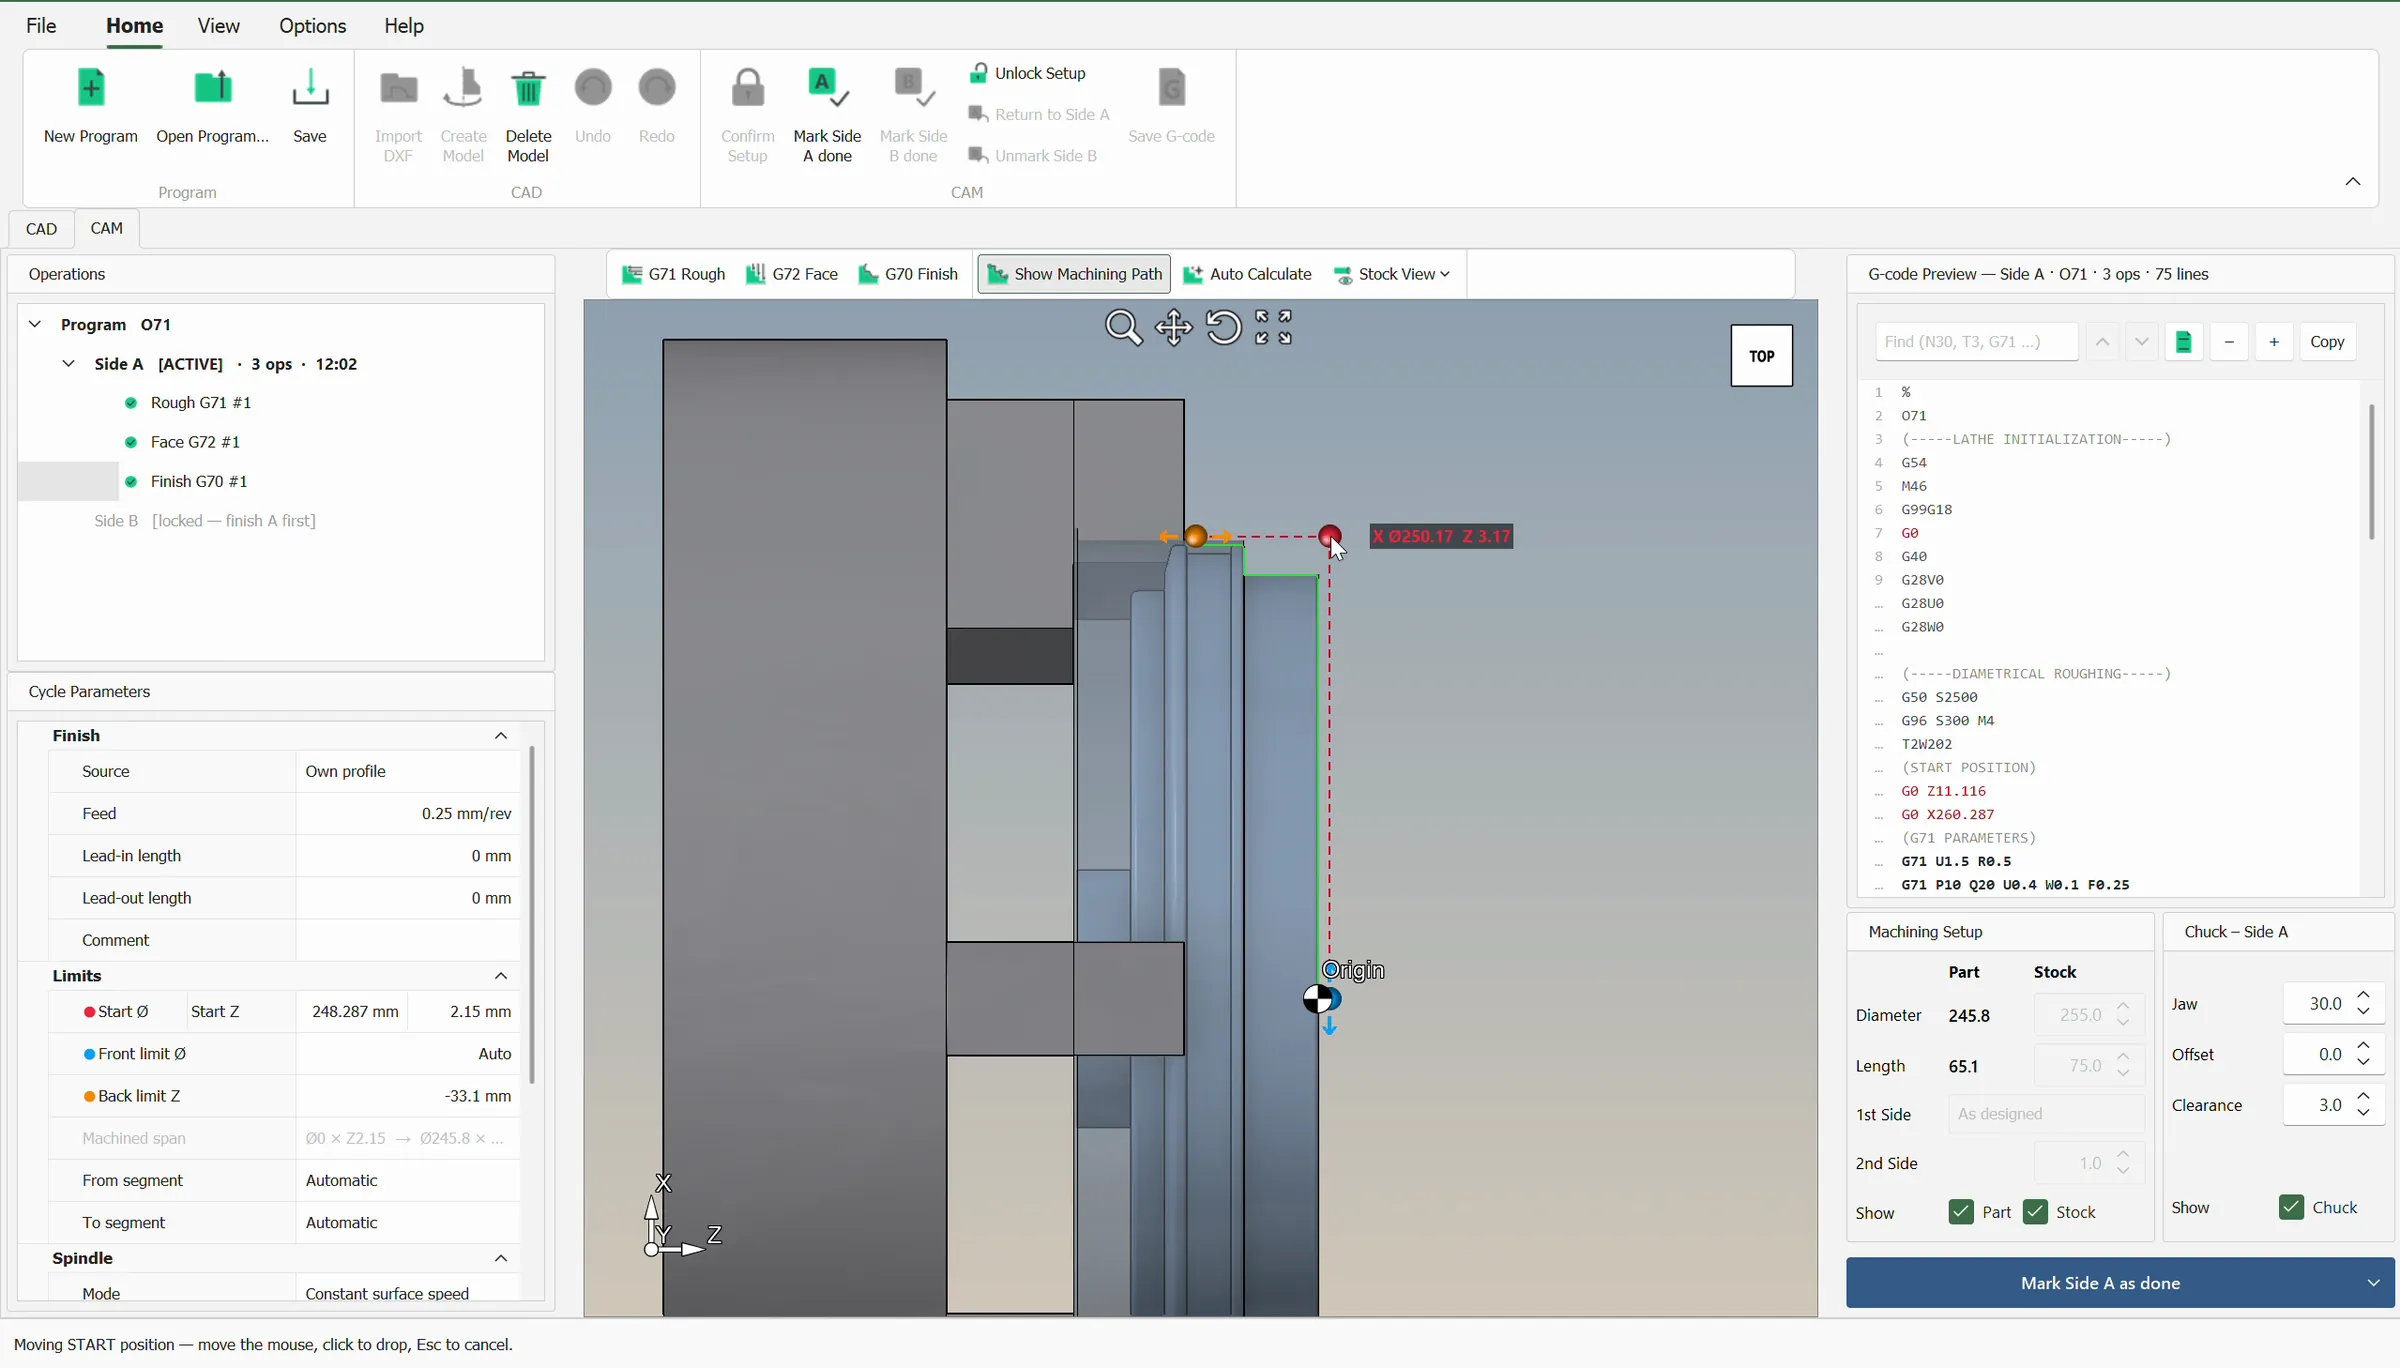 File Home View Options Help
New Program
Open Program...
Save
Import DXF
Create Model
Delete Model
Undo
Redo
Confirm Setup
Mark Side A done
Mark Side B done
Unlock Setup
Return to Side A
Unmark Side B
Save G-code
Program
CAD
CAM
CAD CAM
Operations
Program O71
Side A [ACTIVE] · 3 ops · 12:02
Rough G71 #1
Face G72 #1
Finish G70 #1
Side B [locked — finish A first]
Cycle Parameters
Finish
Source Own profile
Feed 0.25 mm/rev
Lead-in length 0 mm
Lead-out length 0 mm
Comment
Limits
Start Ø Start Z 248.287 mm 2.15 mm
Front limit Ø Auto
Back limit Z -33.1 mm
Machined span Ø0 × Z2.15 → Ø245.8 × ...
From segment Automatic
To segment Automatic
Spindle
Mode Constant surface speed
G71 Rough G72 Face G70 Finish Show Machining Path Auto Calculate Stock View
TOP
X Ø250.17 Z 3.17
Origin
X
Y Z
G-code Preview — Side A · O71 · 3 ops · 75 lines
Find (N30, T3, G71 ...) − + Copy
1 %
2 O71
3 (-----LATHE INITIALIZATION-----)
4 G54
5 M46
6 G99G18
7 G0
8 G40
9 G28V0
… G28U0
… G28W0
…
… (-----DIAMETRICAL ROUGHING-----)
… G50 S2500
… G96 S300 M4
… T2W202
… (START POSITION)
… G0 Z11.116
… G0 X260.287
… (G71 PARAMETERS)
… G71 U1.5 R0.5
… G71 P10 Q20 U0.4 W0.1 F0.25
Machining Setup
Part Stock
Diameter 245.8 255.0
Length 65.1 75.0
1st Side As designed
2nd Side 1.0
Show Part Stock
Chuck – Side A
Jaw 30.0
Offset 0.0
Clearance 3.0
Show Chuck
Mark Side A as done
Moving START position — move the mouse, click to drop, Esc to cancel.